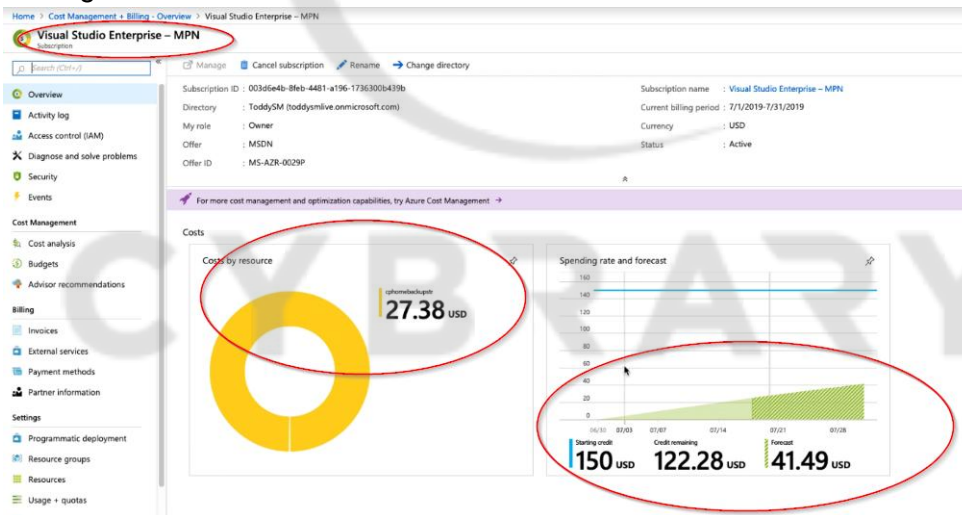 Home > Cost Management + Billing - Overview > Visual Studio Enterprise – MPN
Visual Studio Enterprise – MPN
Subscription
Search (Ctrl+/)
«
Manage Cancel subscription Rename Change directory
Overview
Activity log
Access control (IAM)
Diagnose and solve problems
Security
Events
Cost Management
Cost analysis
Budgets
Advisor recommendations
Billing
Invoices
External services
Payment methods
Partner information
Settings
Programmatic deployment
Resource groups
Resources
Usage + quotas
Subscription ID : 003d6e4b-8feb-4481-a196-1736300b439b
Directory : ToddySM (toddysmlive.onmicrosoft.com)
My role : Owner
Offer : MSDN
Offer ID : MS-AZR-0029P
Subscription name : Visual Studio Enterprise – MPN
Current billing period : 7/1/2019-7/31/2019
Currency : USD
Status : Active
For more cost management and optimization capabilities, try Azure Cost Management →
Costs
Costs by resource
27.38 USD
Spending rate and forecast
160
140
120
100
80
60
40
20
0
06/30 07/03 07/07 07/14 07/21 07/28
Starting credit
150 USD
Credit remaining
122.28 USD
Forecast
41.49 USD
CYBRARY